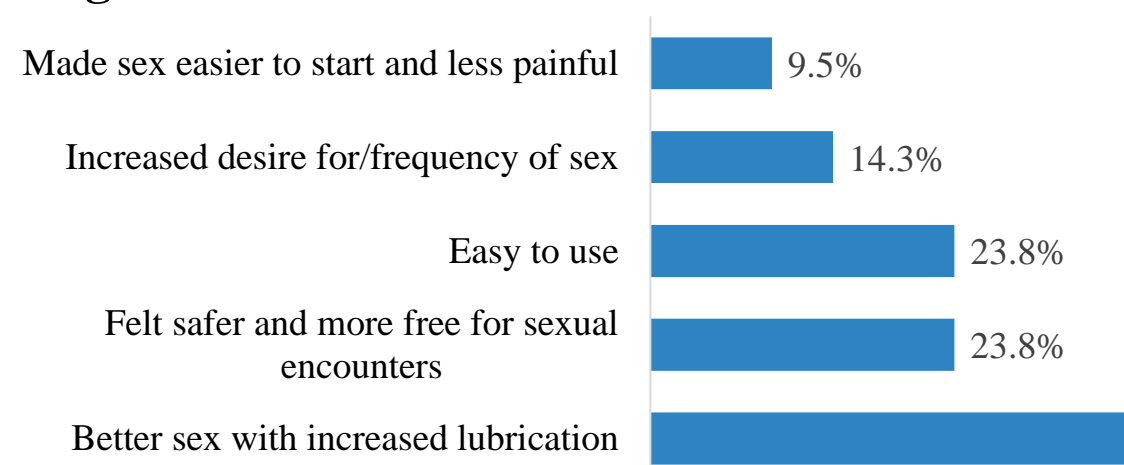 Made sex easier to start and less painful 9.5%
Increased desire for/frequency of sex 14.3%
Easy to use 23.8%
Felt safer and more free for sexual
encounters 23.8%
Better sex with increased lubrication